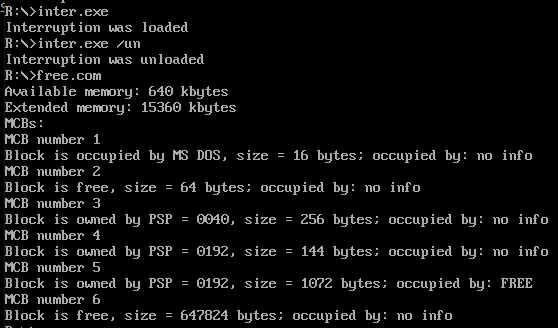 R:\>inter.exe
Interruption was loaded
R:\>inter.exe /un
Interruption was unloaded
R:\>free.com
Available memory: 640 kbytes
Extended memory: 15360 kbytes
MCBs:
MCB number 1
Block is occupied by MS DOS, size = 16 bytes; occupied by: no info
MCB number 2
Block is free, size = 64 bytes; occupied by: no info
MCB number 3
Block is owned by PSP = 0040, size = 256 bytes; occupied by: no info
MCB number 4
Block is owned by PSP = 0192, size = 144 bytes; occupied by: no info
MCB number 5
Block is owned by PSP = 0192, size = 1072 bytes; occupied by: FREE
MCB number 6
Block is free, size = 647824 bytes; occupied by: no info